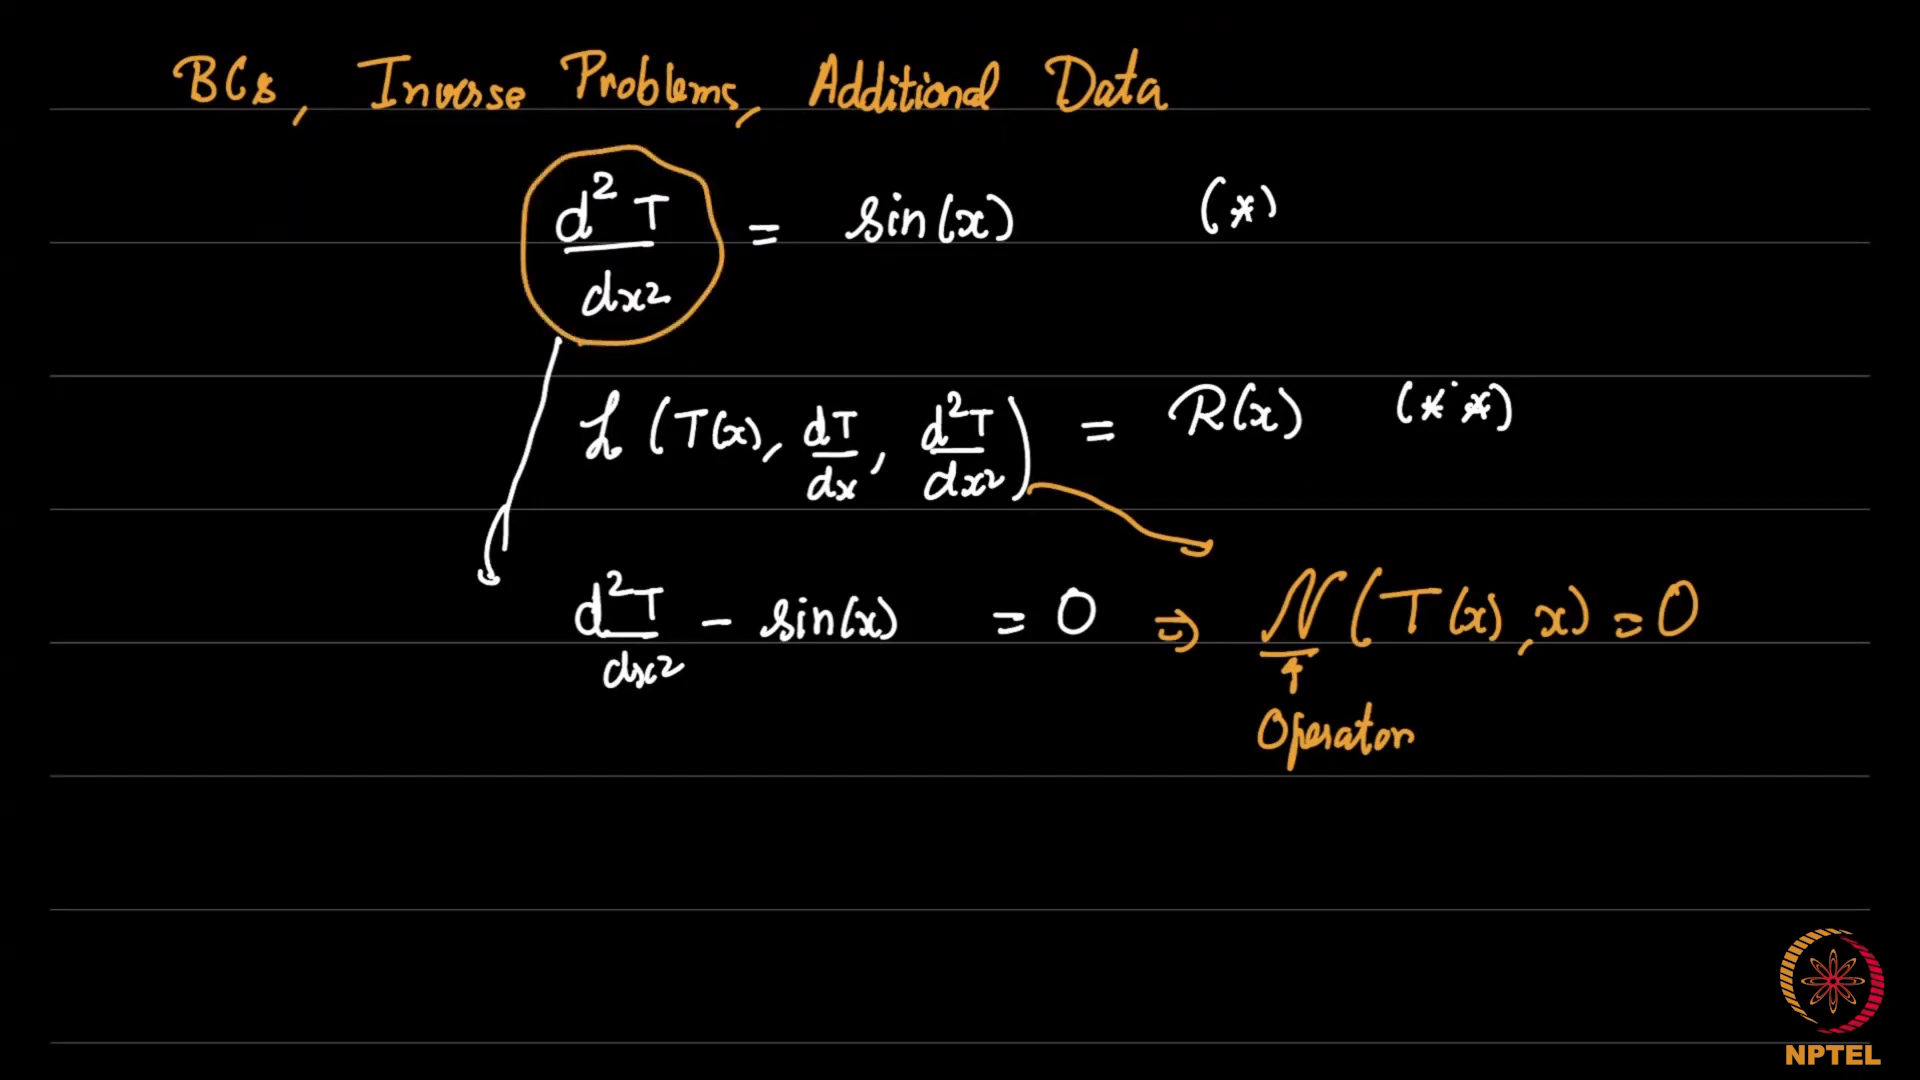 BCs, Inverse Problems, Additional Data
d²T/dx² = sin(x) (*)
ℒ (T(x), dT/dx, d²T/dx²) = R(x) (**)
d²T/dx² - sin(x) = 0 ⇒ 𝒩 (T(x), x) = 0
Operator
NPTEL